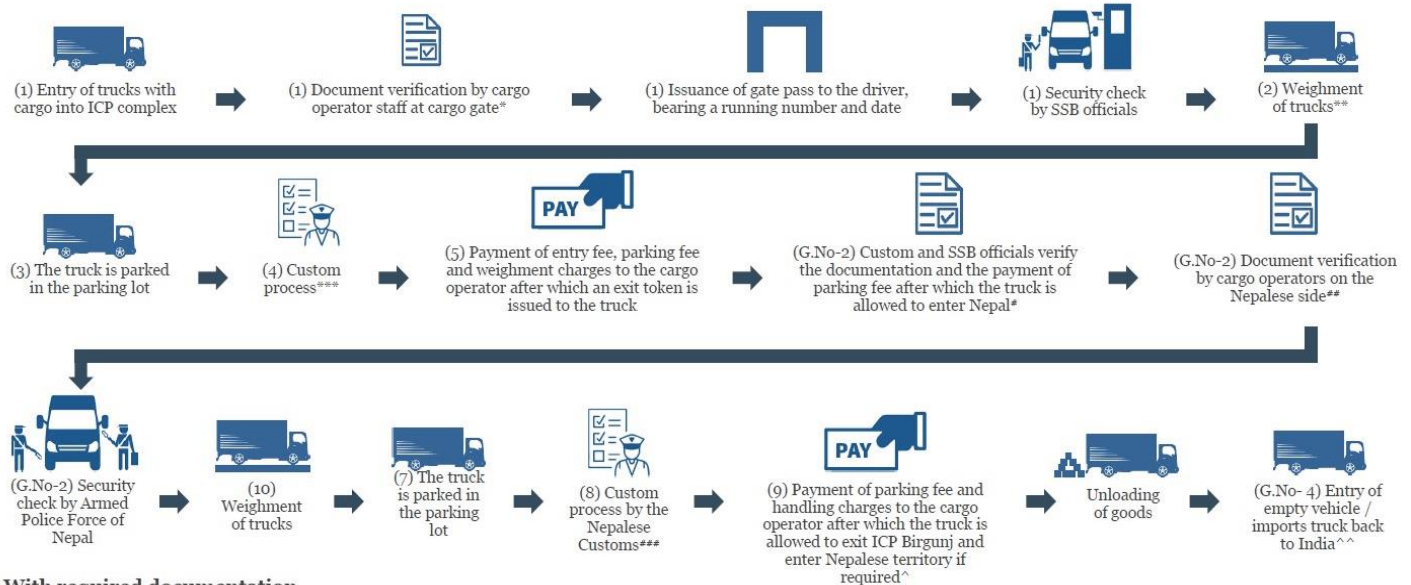 (1) Entry of trucks with
cargo into ICP complex
(1) Document verification by cargo
operator staff at cargo gate*
(1) Issuance of gate pass to the driver,
bearing a running number and date
(1) Security check
by SSB officials
(2) Weighment
of trucks**
(3) The truck is parked
in the parking lot
(4) Custom
process***
PAY
(5) Payment of entry fee, parking fee
and weighment charges to the cargo
operator after which an exit token is
issued to the truck
(G.No-2) Custom and SSB officials verify
the documentation and the payment of
parking fee after which the truck is
allowed to enter Nepal#
(G.No-2) Document verification
by cargo operators on the
Nepalese side##
(G.No-2) Security
check by Armed
Police Force of
Nepal
(10)
Weighment
of trucks
(7) The truck
is parked in
the parking
lot
(8) Custom
process by the
Nepalese
Customs###
PAY
(9) Payment of parking fee and
handling charges to the cargo
operator after which the truck is
allowed to exit ICP Birgunj and
enter Nepalese territory if
required^
Unloading
of goods
(G.No- 4) Entry of
empty vehicle /
imports truck back
to India^^
With required documentation